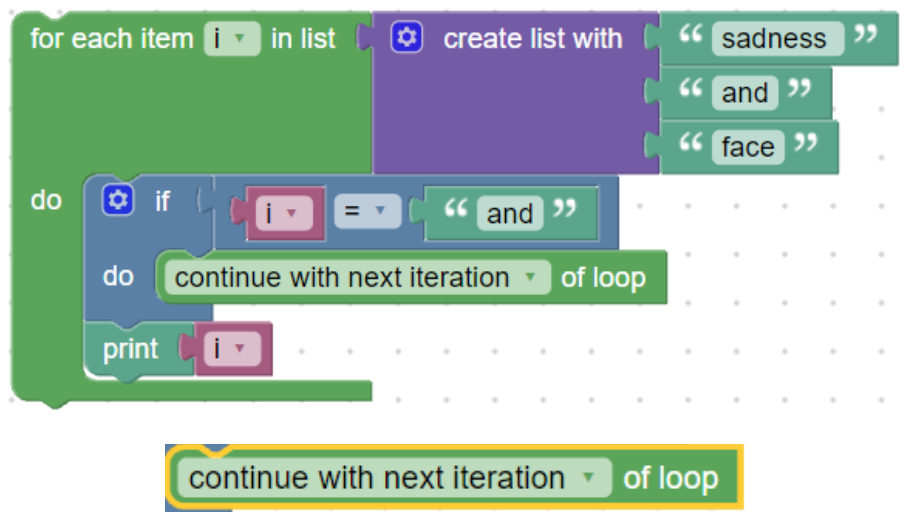 for each item i in list create list with “ sadness ”
“ and ”
“ face ”
do if i = “ and ”
do continue with next iteration of loop
print i
continue with next iteration of loop